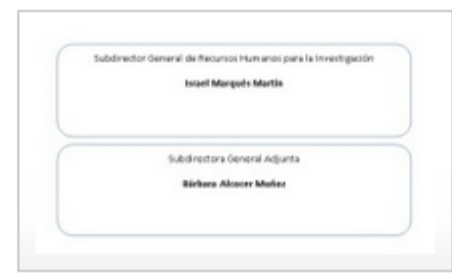 Subdirector General de Recursos Humanos para la Investigación
Israel Marqués Martín
Subdirectora General Adjunta
Bárbara Alcocer Muñoz